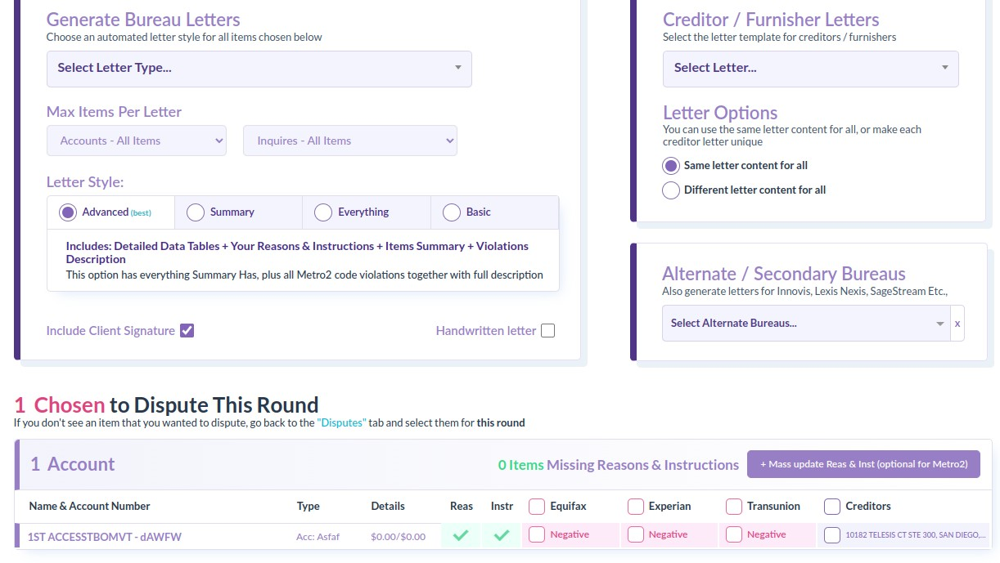 Generate Bureau Letters
Choose an automated letter style for all items chosen below
Select Letter Type...
Max Items Per Letter
Accounts - All Items
Inquires - All Items
Letter Style:
Advanced (best)
Summary
Everything
Basic
Includes: Detailed Data Tables + Your Reasons & Instructions + Items Summary + Violations
Description
This option has everything Summary Has, plus all Metro2 code violations together with full description
Include Client Signature
Handwritten letter
Creditor / Furnisher Letters
Select the letter template for creditors / furnishers
Select Letter...
Letter Options
You can use the same letter content for all, or make each
creditor letter unique
Same letter content for all
Different letter content for all
Alternate / Secondary Bureaus
Also generate letters for Innovis, Lexis Nexis, SageStream Etc.,
Select Alternate Bureaus...
x
1 Chosen to Dispute This Round
If you don't see an item that you wanted to dispute, go back to the "Disputes" tab and select them for this round
1 Account
0 Items Missing Reasons & Instructions
+ Mass update Reas & Inst (optional for Metro2)
Name & Account Number
Type
Details
Reas
Instr
Equifax
Experian
Transunion
Creditors
1ST ACCESSTBOMVT - dAWFW
Acc: Asfaf
$0.00/$0.00
Negative
Negative
Negative
10182 TELESIS CT STE 300, SAN DIEGO,...